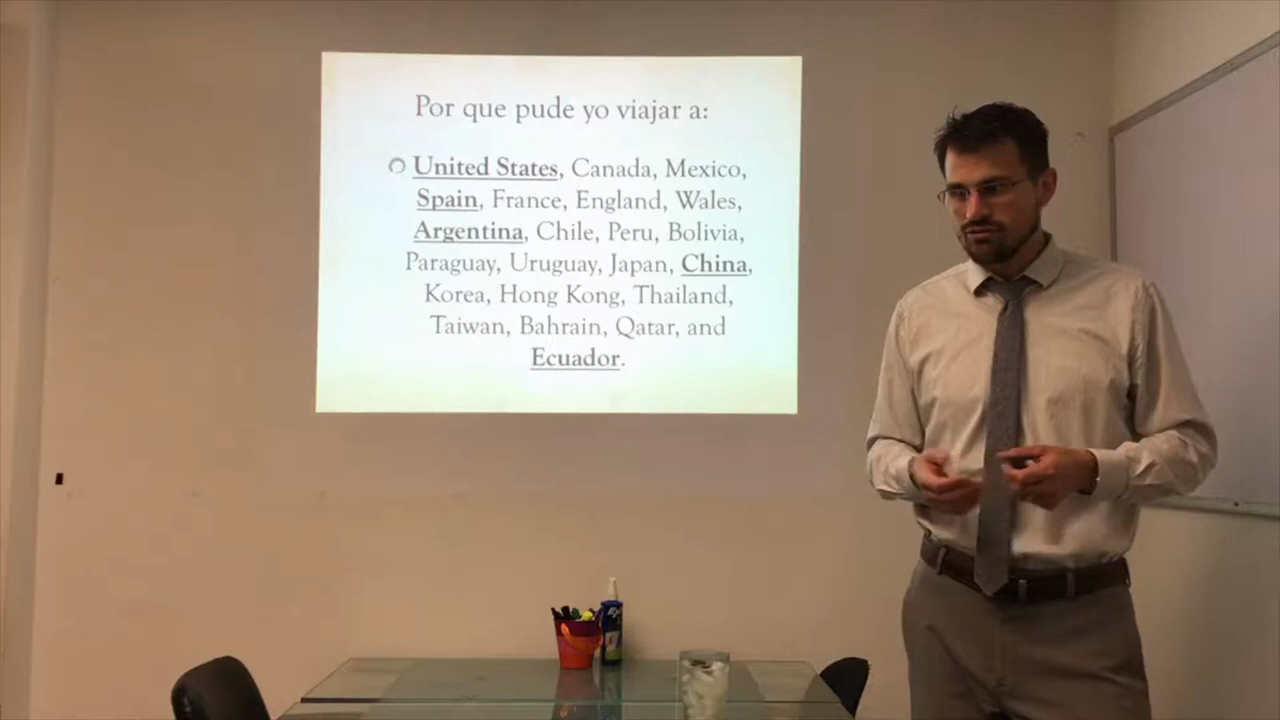 Por que pude yo viajar a:
United States, Canada, Mexico,
Spain, France, England, Wales,
Argentina, Chile, Peru, Bolivia,
Paraguay, Uruguay, Japan, China,
Korea, Hong Kong, Thailand,
Taiwan, Bahrain, Qatar, and
Ecuador.